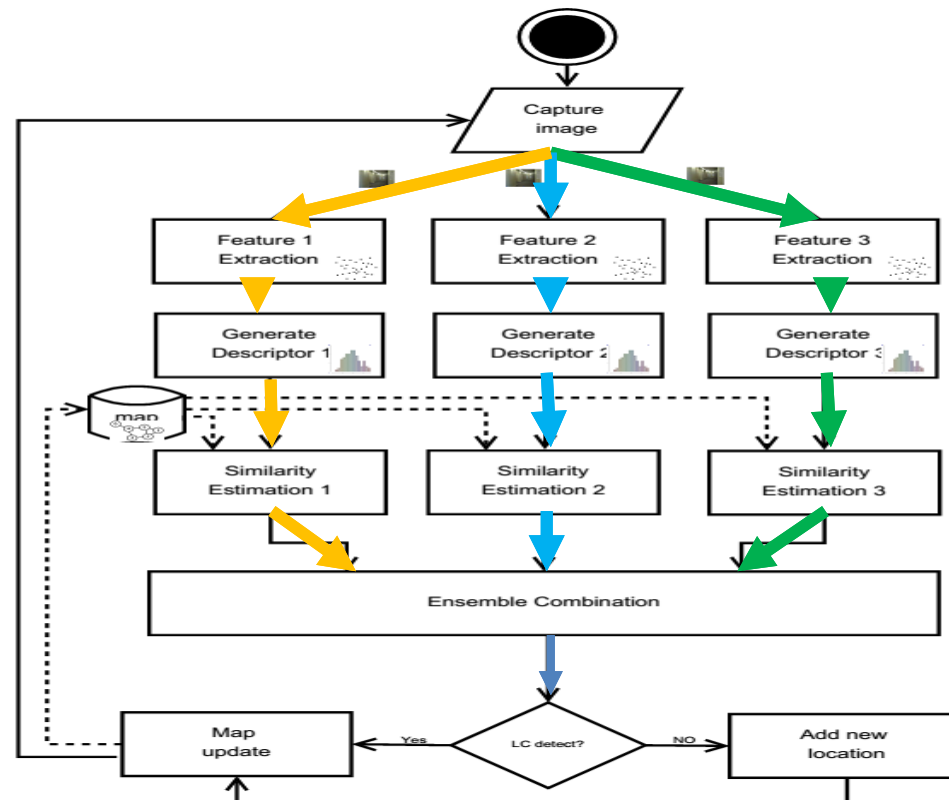 Capture
image
Feature 1
Extraction
Feature 2
Extraction
Feature 3
Extraction
Generate
Descriptor 1
Generate
Descriptor 2
Generate
Descriptor 3
map
Similarity
Estimation 1
Similarity
Estimation 2
Similarity
Estimation 3
Ensemble Combination
Map
update
Yes
LC detect?
NO
Add new
location